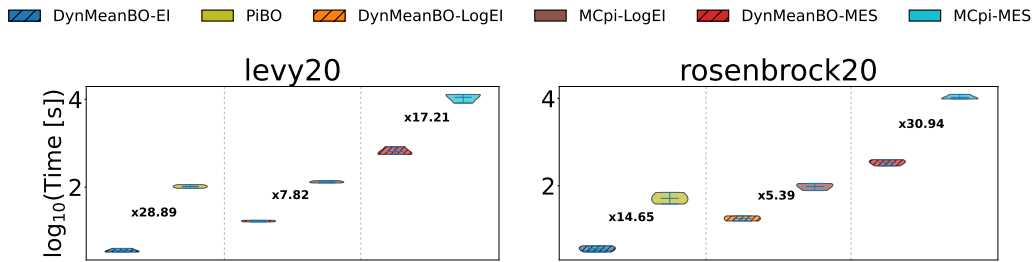 DynMeanBO-EI PiBO DynMeanBO-LogEI MCpi-LogEI DynMeanBO-MES MCpi-MES
levy20
log10(Time [s])
4
2
x28.89
x7.82
x17.21
rosenbrock20
4
2
x14.65
x5.39
x30.94